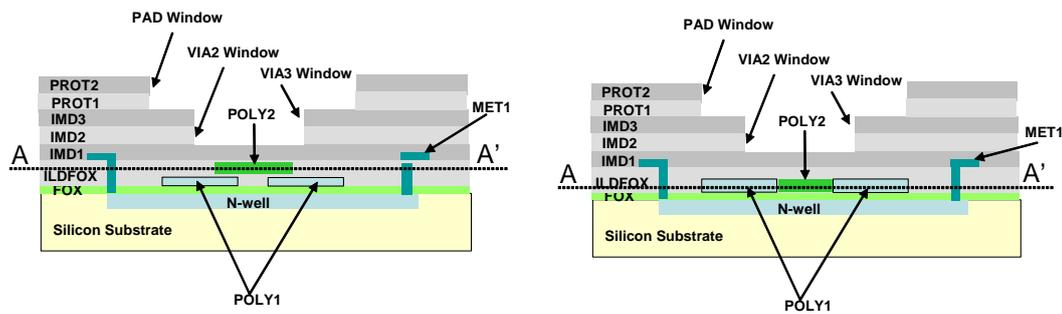 PAD Window
VIA2 Window
VIA3 Window
PROT2
PROT1
IMD3
IMD2
IMD1
POLY2
MET1
A
A’
ILDFOX
FOX
N-well
Silicon Substrate
POLY1
PAD Window
VIA2 Window
VIA3 Window
PROT2
PROT1
IMD3
IMD2
IMD1
POLY2
MET1
A
A’
ILDFOX
FOX
N-well
Silicon Substrate
POLY1